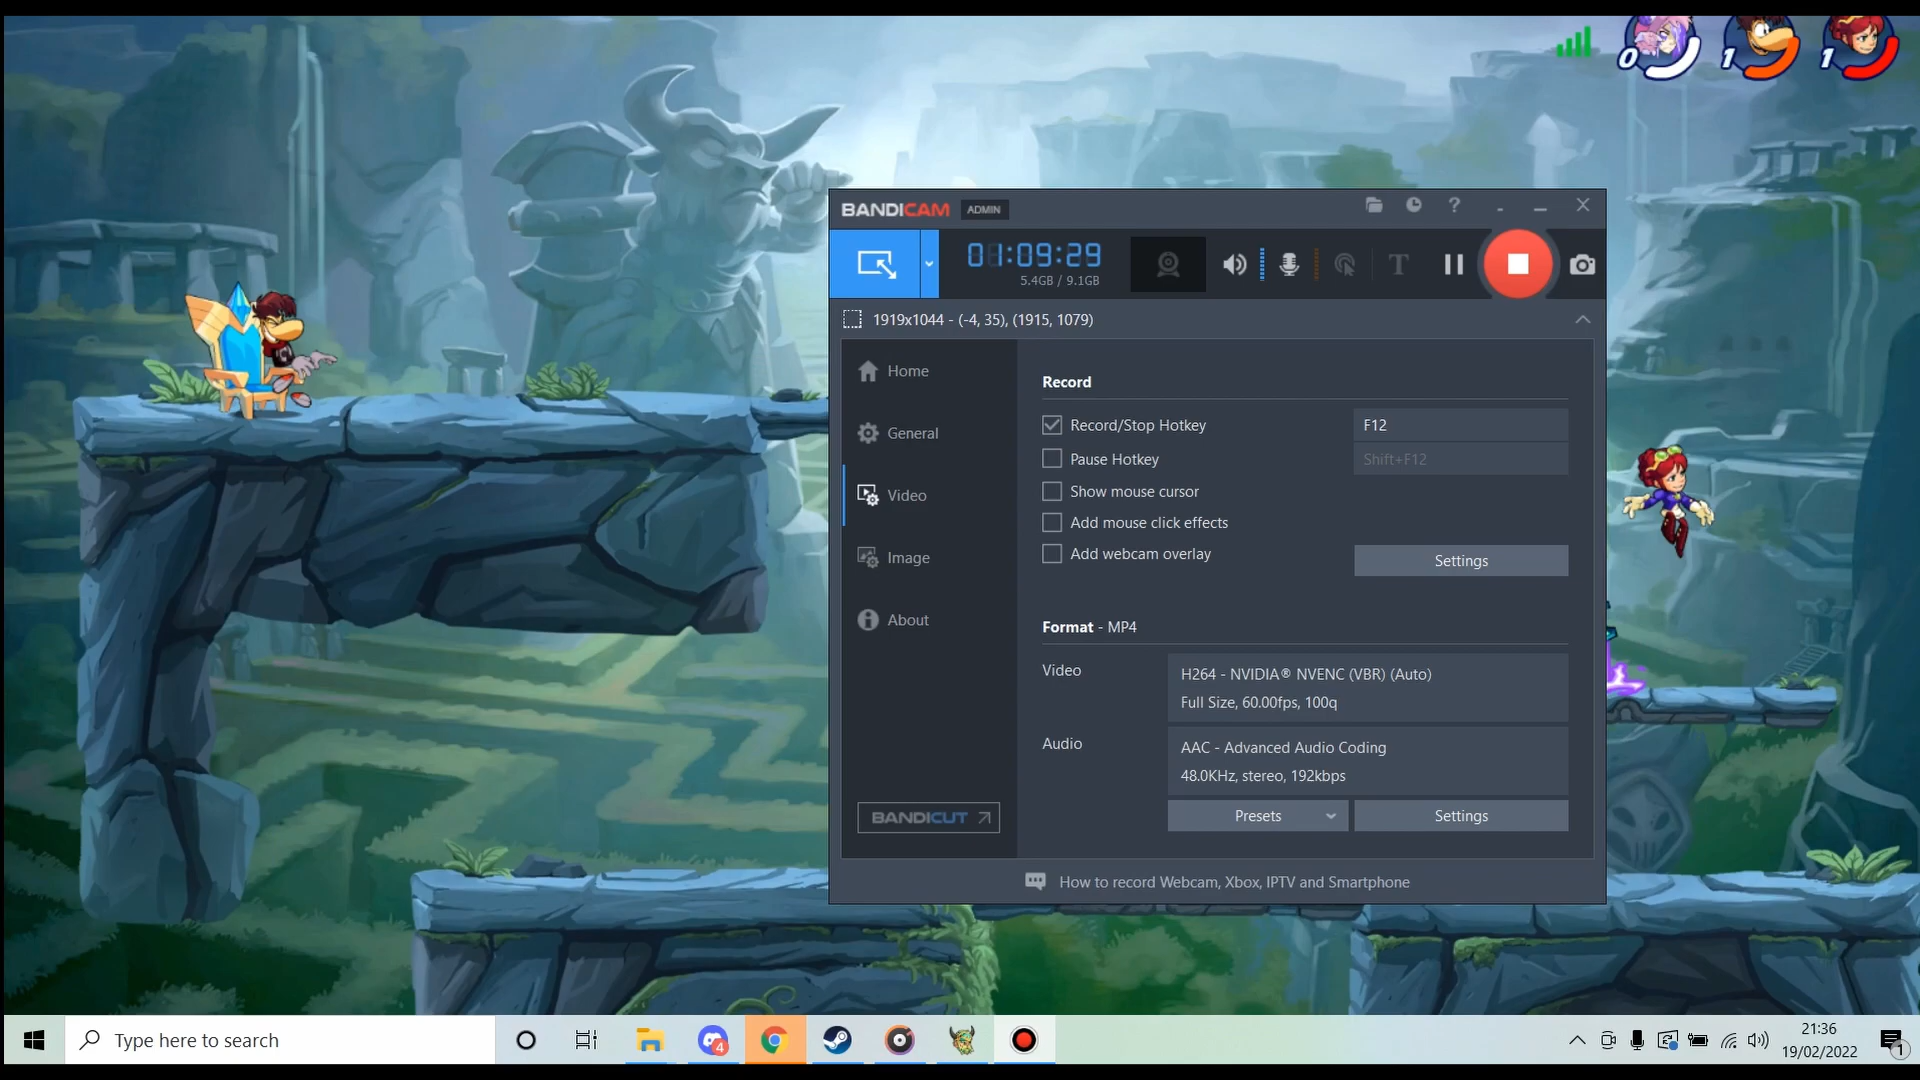 0 1 1
BANDICAM ADMIN
01:09:29
5.4GB / 9.1GB
1919x1044 - (-4, 35), (1915, 1079)
Home
General
Video
Image
About
BANDICUT
Record
Record/Stop Hotkey F12
Pause Hotkey Shift+F12
Show mouse cursor
Add mouse click effects
Add webcam overlay
Settings
Format - MP4
Video
H264 - NVIDIA® NVENC (VBR) (Auto)
Full Size, 60.00fps, 100q
Audio
AAC - Advanced Audio Coding
48.0KHz, stereo, 192kbps
Presets Settings
How to record Webcam, Xbox, IPTV and Smartphone
Type here to search
4
21:36
19/02/2022
1